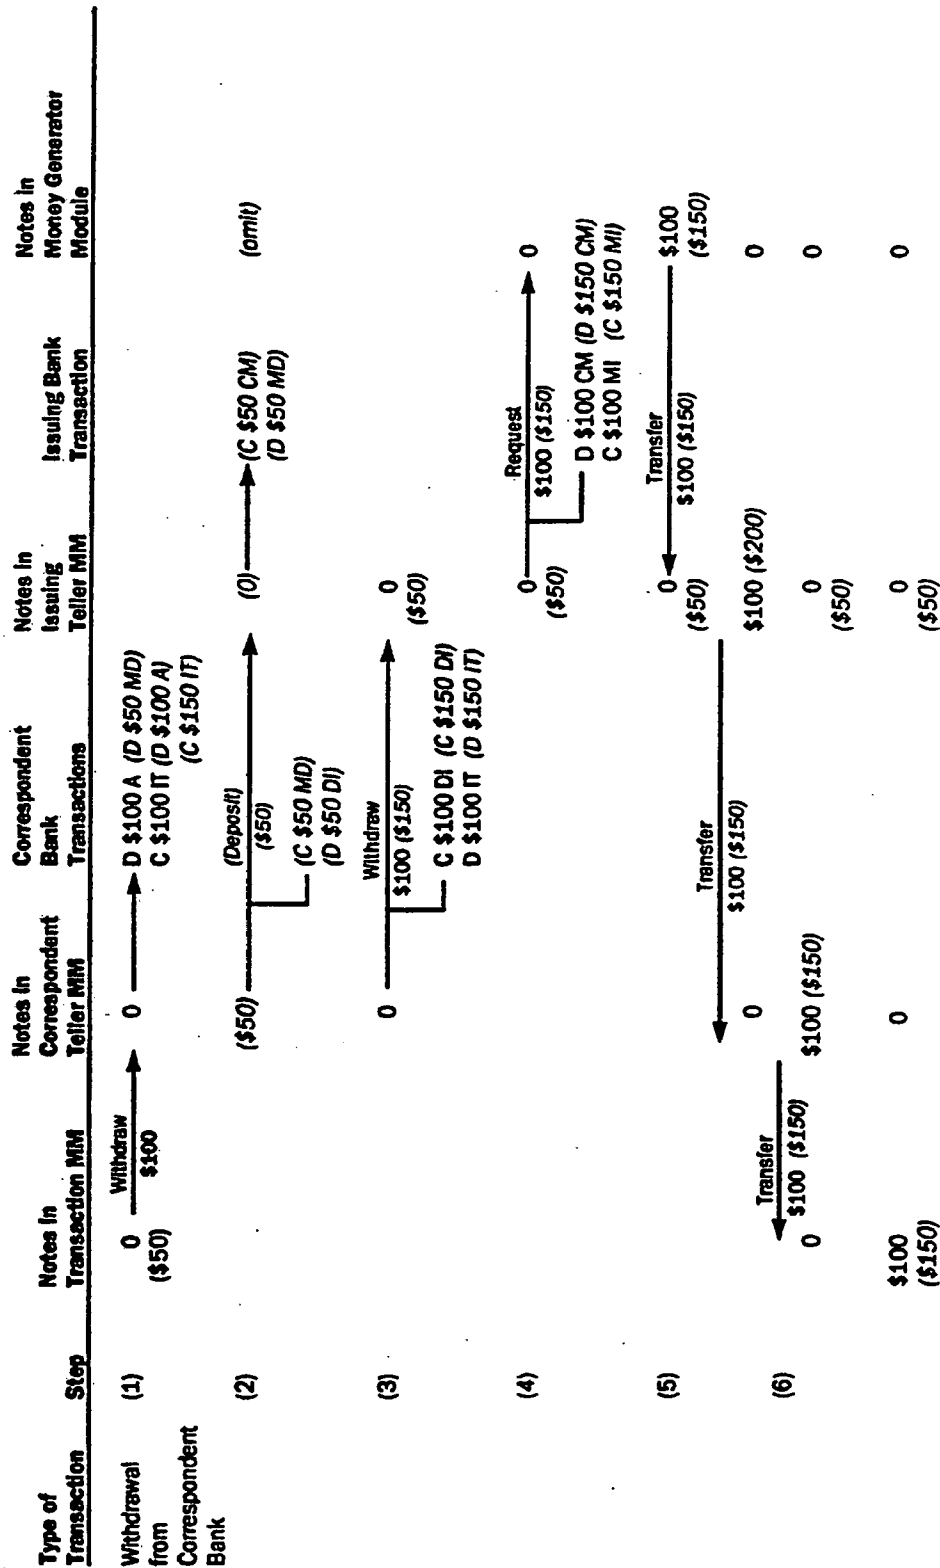 Type of
Transaction
Step
Notes in
Transaction MM
Notes in
Correspondent
Teller MM
Correspondent
Bank
Transactions
Notes in
Issuing
Teller MM
Issuing Bank
Transaction
Notes in
Money Generator
Module
Withdrawal
from
Correspondent
Bank
(1)
0
($50)
Withdraw
$100
0
D $100 A (D $50 MD)
C $100 IT (D $100 A)
(C $150 IT)
(2)
($50)
(Deposit)
($50)
(C $50 MD)
(D $50 DI)
(0)
(C $50 CM)
(D $50 MD)
(omit)
(3)
0
Withdraw
$100 ($150)
C $100 DI (C $150 DI)
D $100 IT (D $150 IT)
0
($50)
(4)
0
($50)
Request
$100 ($150)
D $100 CM (D $150 CM)
C $100 MI (C $150 MI)
0
(5)
0
($50)
Transfer
$100 ($150)
$100
($150)
0
Transfer
$100 ($150)
$100 ($200)
0
(6)
0
Transfer
$100 ($150)
$100 ($150)
0
($50)
0
$100
($150)
0
0
($50)
0